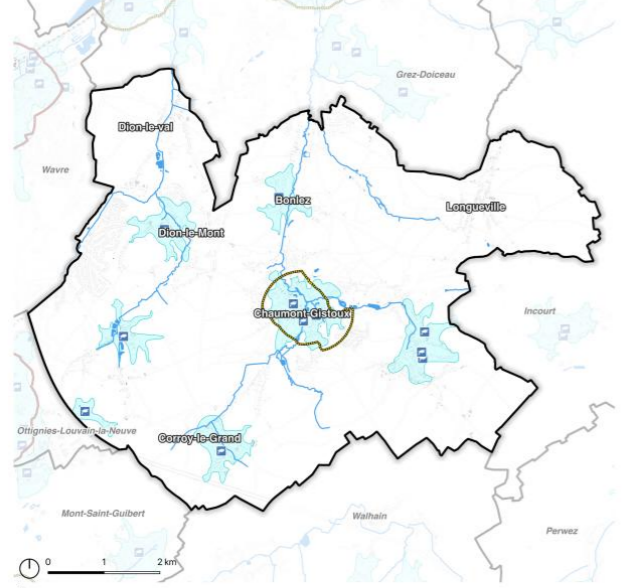 Grez-Doiceau
Dion-le-val
Wavre
Bonlez
Longueville
Dion-le-Mont
Chaumont-Gistoux
Incourt
Ottignies-Louvain-la-Neuve
Corroy-le-Grand
Mont-Saint-Guibert
Walhain
Perwez
0 1 2 km